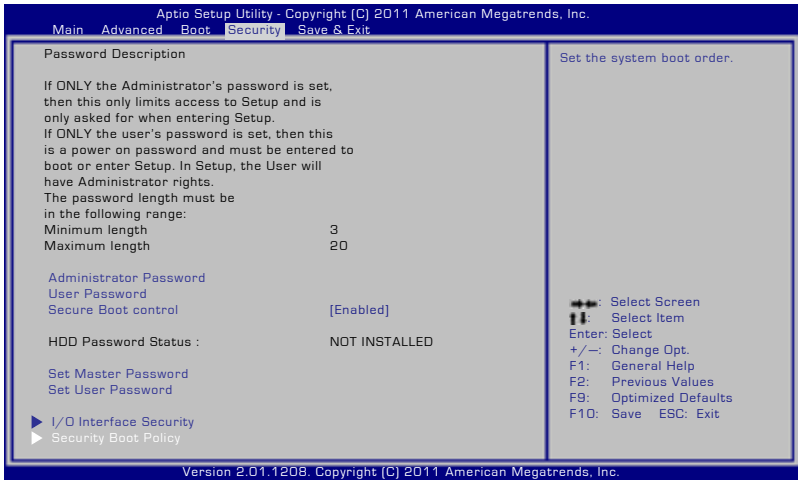 Aptio Setup Utility - Copyright (C) 2011 American Megatrends, Inc.
Main Advanced Boot Security Save & Exit
Password Description
If ONLY the Administrator's password is set,
then this only limits access to Setup and is
only asked for when entering Setup.
If ONLY the user's password is set, then this
is a power on password and must be entered to
boot or enter Setup. In Setup, the User will
have Administrator rights.
The password length must be
in the following range:
Minimum length 3
Maximum length 20
Administrator Password
User Password
Secure Boot control [Enabled]
HDD Password Status : NOT INSTALLED
Set Master Password
Set User Password
I/O Interface Security
Security Boot Policy
Set the system boot order.
: Select Screen
: Select Item
Enter: Select
+/—: Change Opt.
F1: General Help
F2: Previous Values
F9: Optimized Defaults
F10: Save ESC: Exit
Version 2.01.1208. Copyright (C) 2011 American Megatrends, Inc.